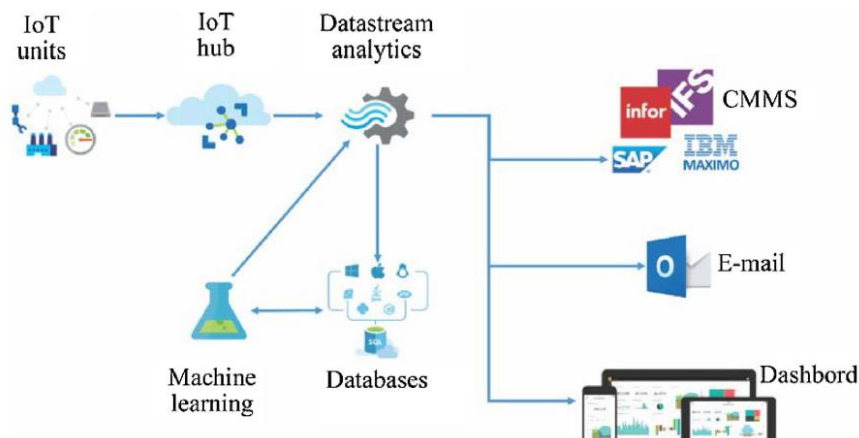 IoT
units
IoT
hub
Datastream
analytics
infor
IFS
CMMS
SAP
IBM
MAXIMO
O
E-mail
SQL
Machine
learning
Databases
Dashbord